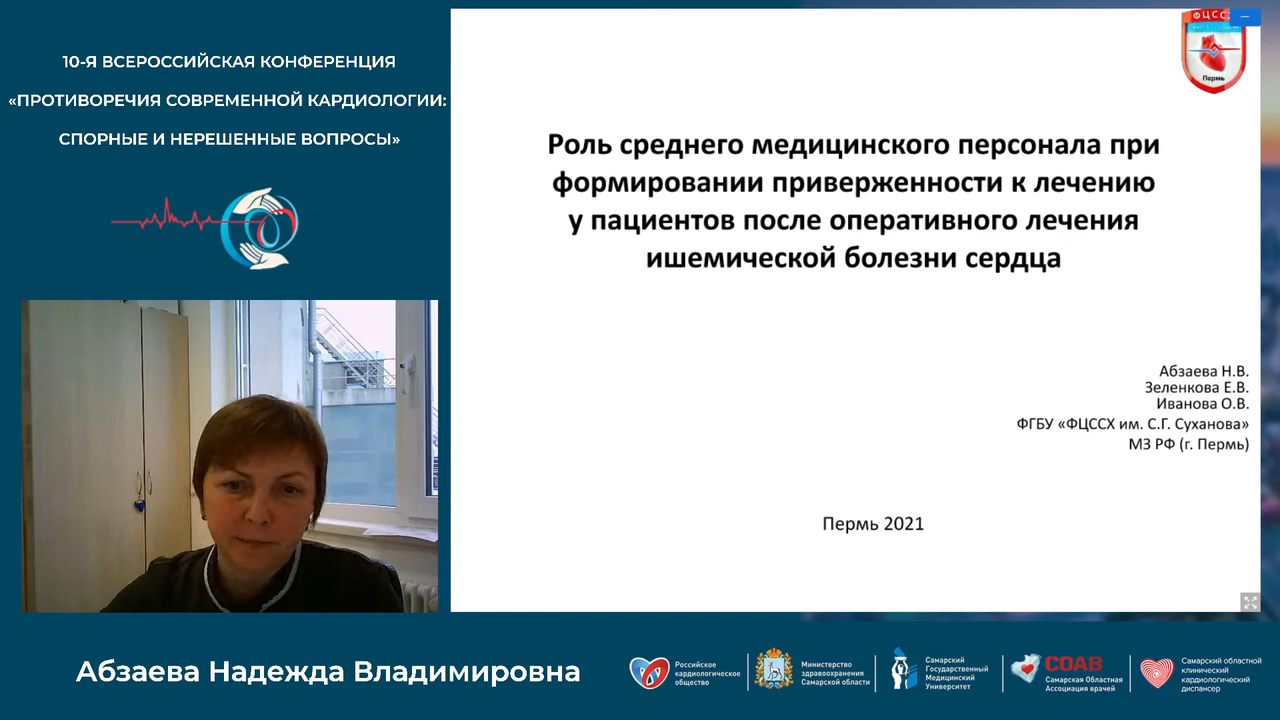 10-Я ВСЕРОССИЙСКАЯ КОНФЕРЕНЦИЯ
«ПРОТИВОРЕЧИЯ СОВРЕМЕННОЙ КАРДИОЛОГИИ:
СПОРНЫЕ И НЕРЕШЕННЫЕ ВОПРОСЫ»
ФЦССХ
Пермь
Роль среднего медицинского персонала при
формировании приверженности к лечению
у пациентов после оперативного лечения
ишемической болезни сердца
Абзаева Н.В.
Зеленкова Е.В.
Иванова О.В.
ФГБУ «ФЦССХ им. С.Г. Суханова»
МЗ РФ (г. Пермь)
Пермь 2021
Абзаева Надежда Владимировна
Российское
кардиологическое
общество
Министерство
здравоохранения
Самарской области
Самарский
Государственный
Медицинский
Университет
СОАВ
Самарская Областная
Ассоциация врачей
Самарский областной
клинический
кардиологический
диспансер